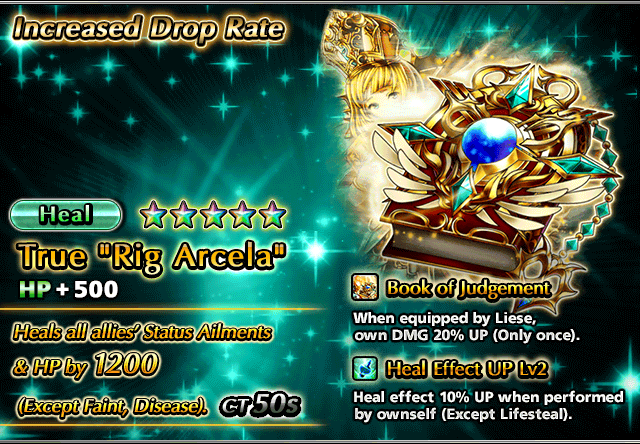 Increased Drop Rate
Heal
True "Rig Arcela"
HP + 500
Heals all allies' Status Ailments
& HP by 1200
(Except Faint, Disease). CT 50s
Book of Judgement
When equipped by Liese,
own DMG 20% UP (Only once).
Heal Effect UP Lv2
Heal effect 10% UP when performed
by ownself (Except Lifesteal).